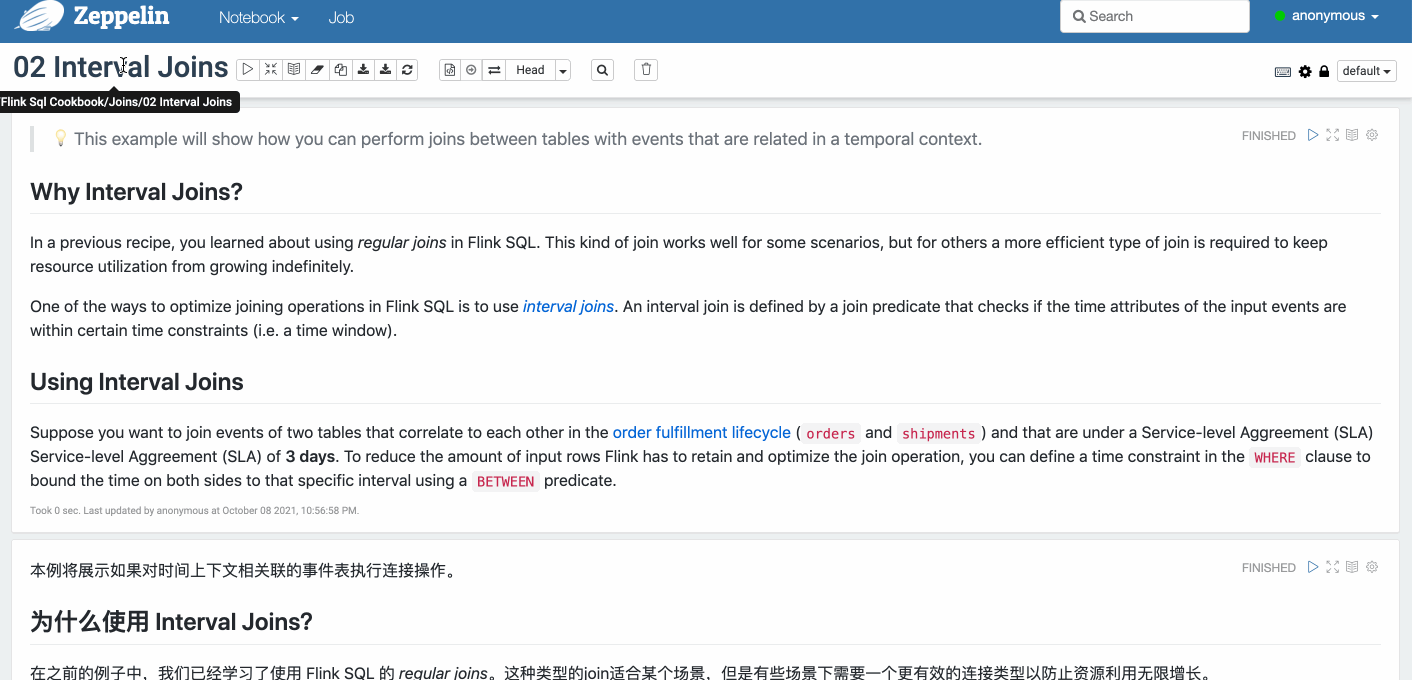 Zeppelin
Notebook
Job
Search
anonymous
02 Interval Joins
Head
default
Flink Sql Cookbook/Joins/02 Interval Joins
💡 This example will show how you can perform joins between tables with events that are related in a temporal context.
FINISHED
Why Interval Joins?
In a previous recipe, you learned about using regular joins in Flink SQL. This kind of join works well for some scenarios, but for others a more efficient type of join is required to keep
resource utilization from growing indefinitely.
One of the ways to optimize joining operations in Flink SQL is to use interval joins. An interval join is defined by a join predicate that checks if the time attributes of the input events are
within certain time constraints (i.e. a time window).
Using Interval Joins
Suppose you want to join events of two tables that correlate to each other in the order fulfillment lifecycle ( orders and shipments ) and that are under a Service-level Aggreement (SLA)
Service-level Aggreement (SLA) of 3 days. To reduce the amount of input rows Flink has to retain and optimize the join operation, you can define a time constraint in the WHERE clause to
bound the time on both sides to that specific interval using a BETWEEN predicate.
Took 0 sec. Last updated by anonymous at October 08 2021, 10:56:58 PM.
本例将展示如果对时间上下文相关联的事件表执行连接操作。
FINISHED
为什么使用 Interval Joins?
在之前的例子中，我们已经学习了使用 Flink SQL 的 regular joins。这种类型的join适合某个场景，但是有些场景下需要一个更有效的连接类型以防止资源利用无限增长。